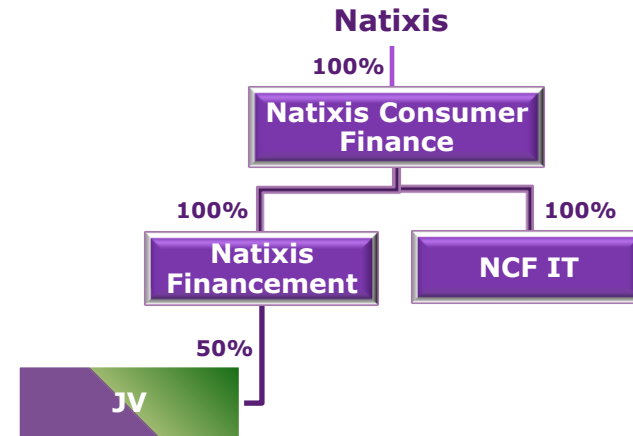 Natixis
100%
Natixis Consumer
Finance
100%
100%
Natixis
Financement
NCF IT
50%
JV